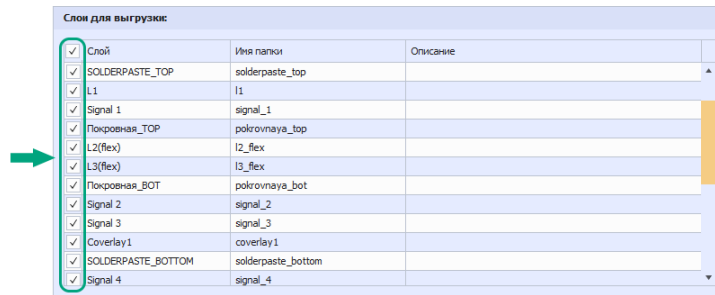 Слои для выгрузки:
Слой Имя папки Описание
SOLDERPASTE_TOP solderpaste_top
L1 l1
Signal 1 signal_1
Покровная_TOP pokrovnaya_top
L2(flex) l2_flex
L3(flex) l3_flex
Покровная_BOT pokrovnaya_bot
Signal 2 signal_2
Signal 3 signal_3
Coverlay1 coverlay1
SOLDERPASTE_BOTTOM solderpaste_bottom
Signal 4 signal_4